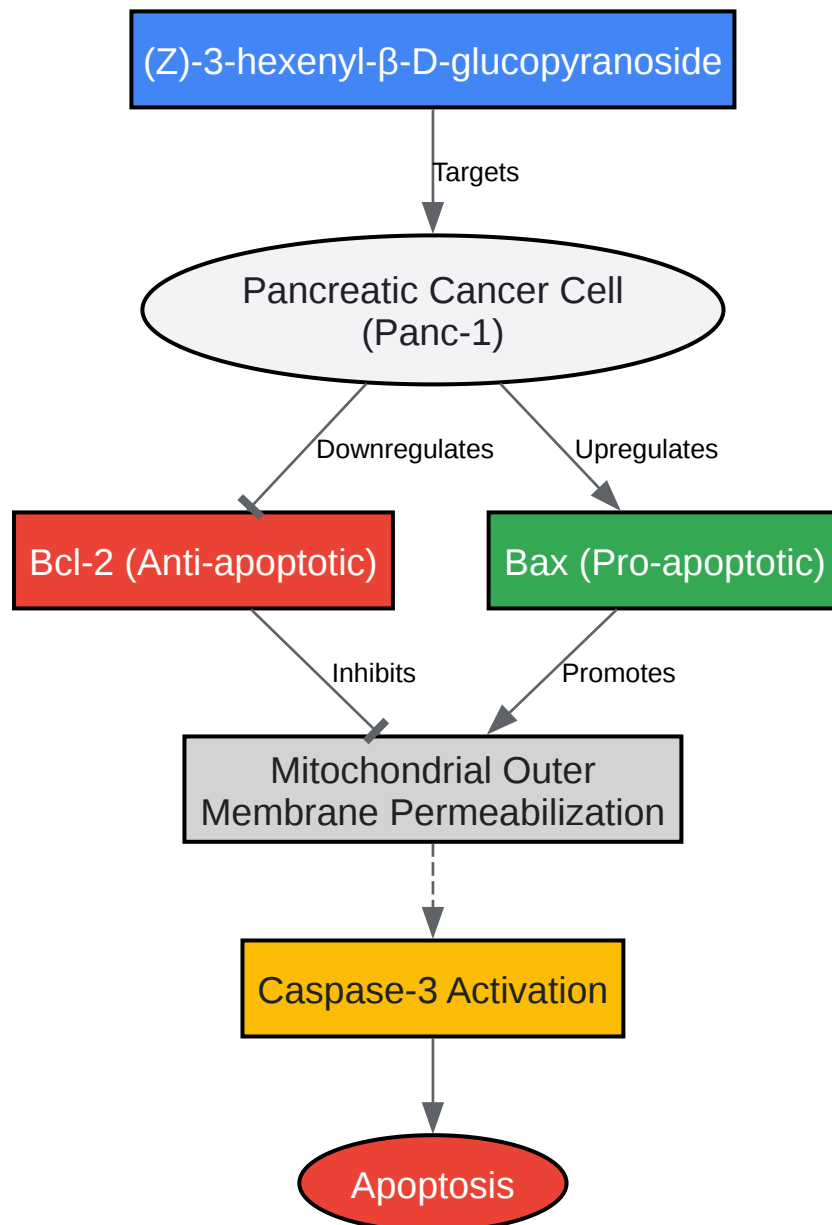 (Z)-3-hexenyl-β-D-glucopyranoside
Targets
Pancreatic Cancer Cell
(Panc-1)
Downregulates
Upregulates
Bcl-2 (Anti-apoptotic)
Bax (Pro-apoptotic)
Inhibits
Promotes
Mitochondrial Outer
Membrane Permeabilization
Caspase-3 Activation
Apoptosis